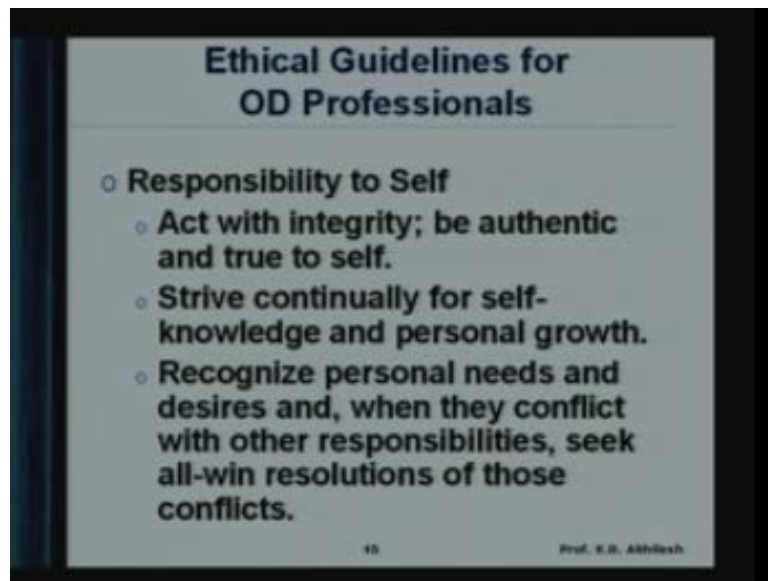 Ethical Guidelines for
OD Professionals
o Responsibility to Self
o Act with integrity; be authentic
and true to self.
o Strive continually for self-
knowledge and personal growth.
o Recognize personal needs and
desires and, when they conflict
with other responsibilities, seek
all-win resolutions of those
conflicts.
Prof. K.B. Akhilesh